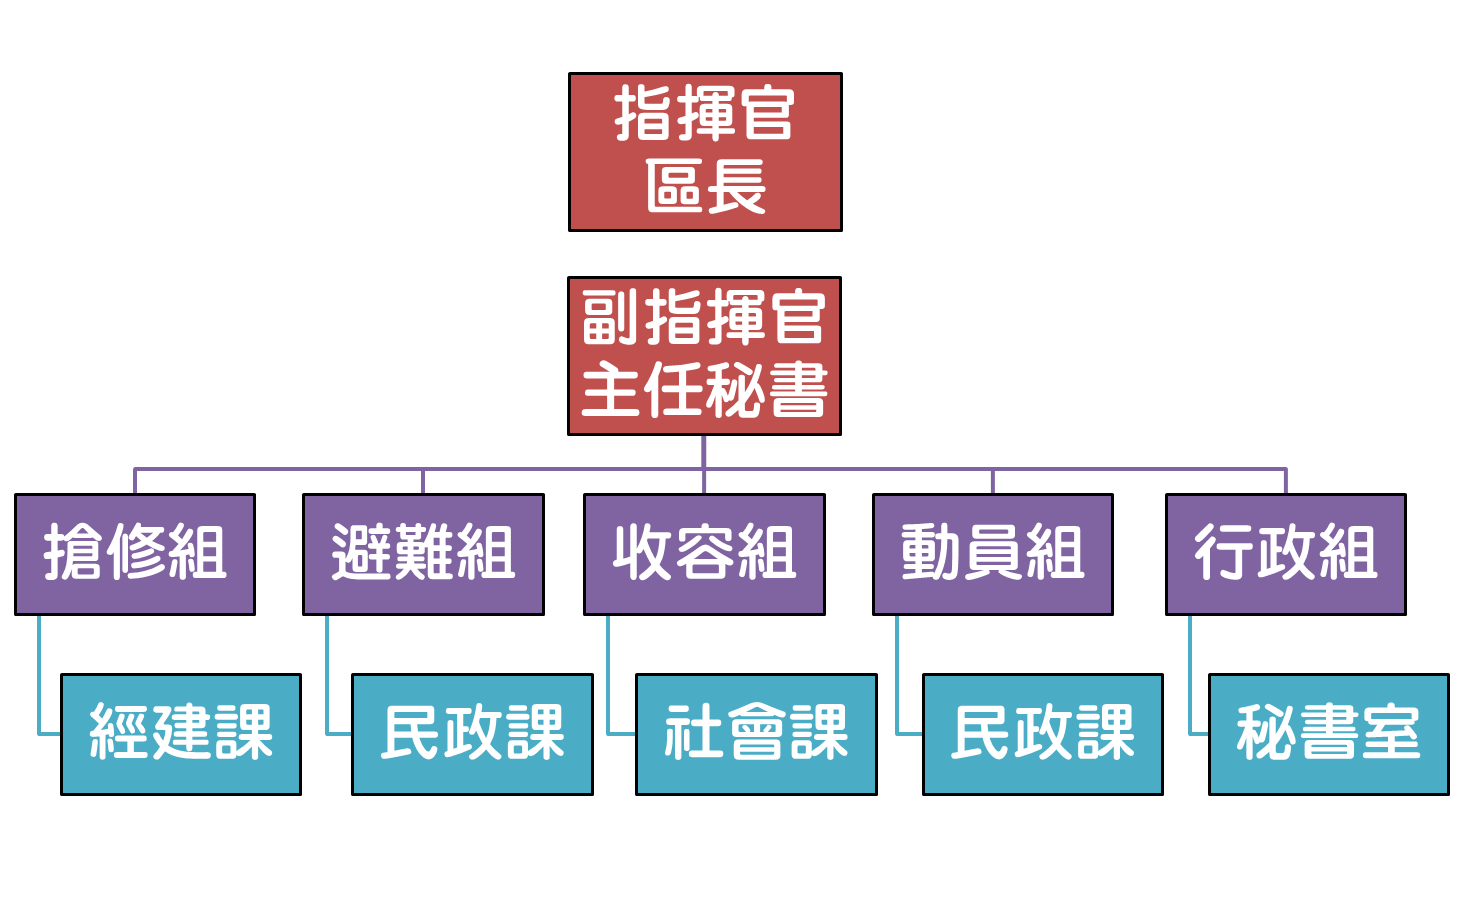 指揮官
區長
副指揮官
主任秘書
搶修組
避難組
收容組
動員組
行政組
經建課
民政課
社會課
民政課
秘書室